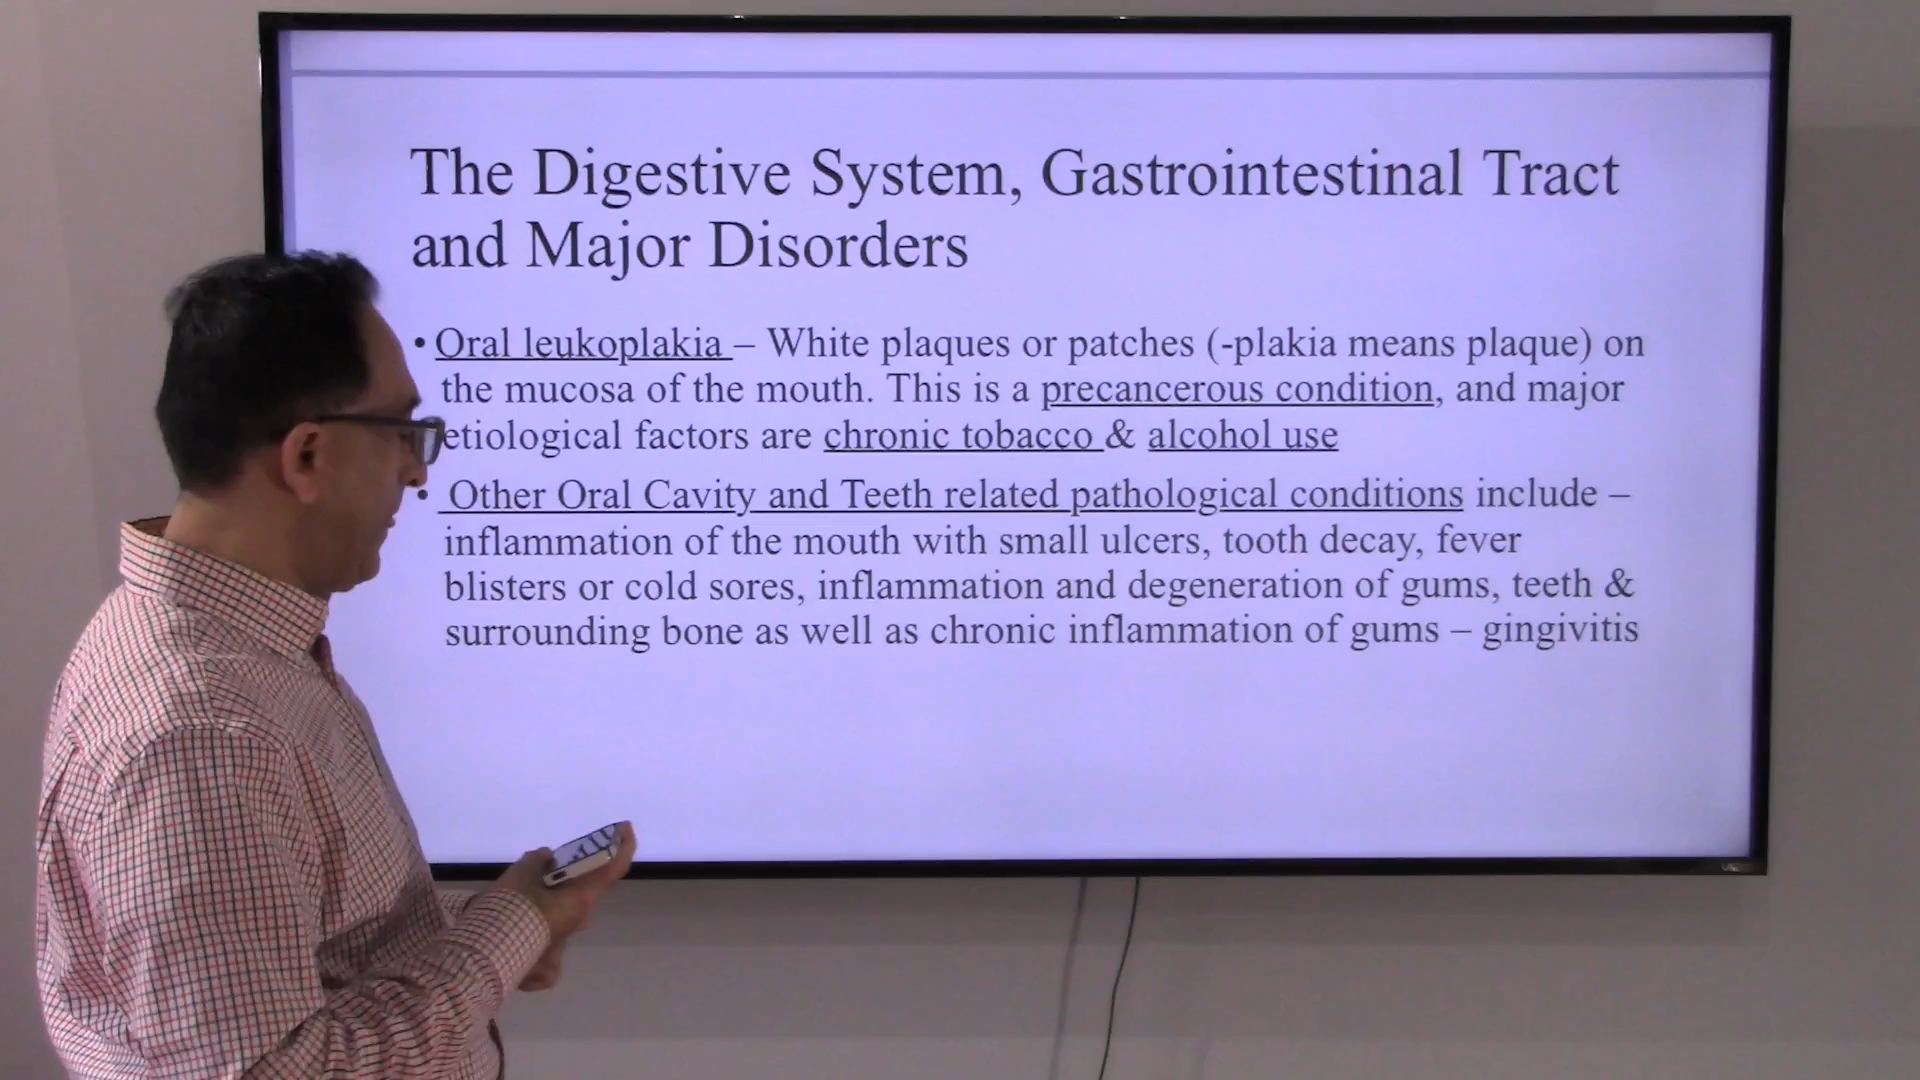 The Digestive System, Gastrointestinal Tract
and Major Disorders
• Oral leukoplakia – White plaques or patches (-plakia means plaque) on
the mucosa of the mouth. This is a precancerous condition, and major
etiological factors are chronic tobacco & alcohol use
• Other Oral Cavity and Teeth related pathological conditions include –
inflammation of the mouth with small ulcers, tooth decay, fever
blisters or cold sores, inflammation and degeneration of gums, teeth &
surrounding bone as well as chronic inflammation of gums – gingivitis